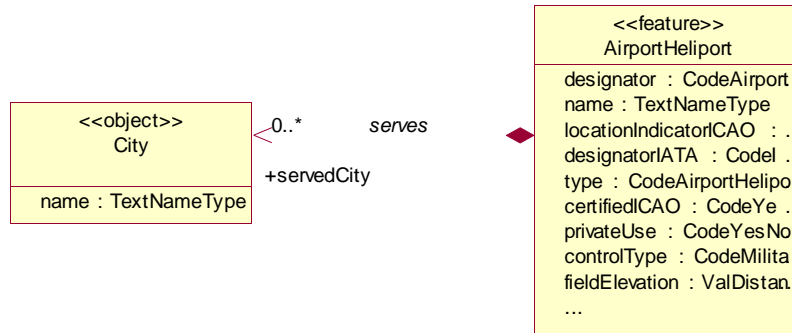 <<object>>
City
name : TextNameType
0..*
serves
+servedCity
<<feature>>
AirportHeliport
designator : CodeAirport
name : TextNameType
locationIndicatorICAO : .
designatorIATA : CodeI .
type : CodeAirportHelipo
certifiedICAO : CodeYe .
privateUse : CodeYesNo
controlType : CodeMilita
fieldElevation : ValDistan.
...